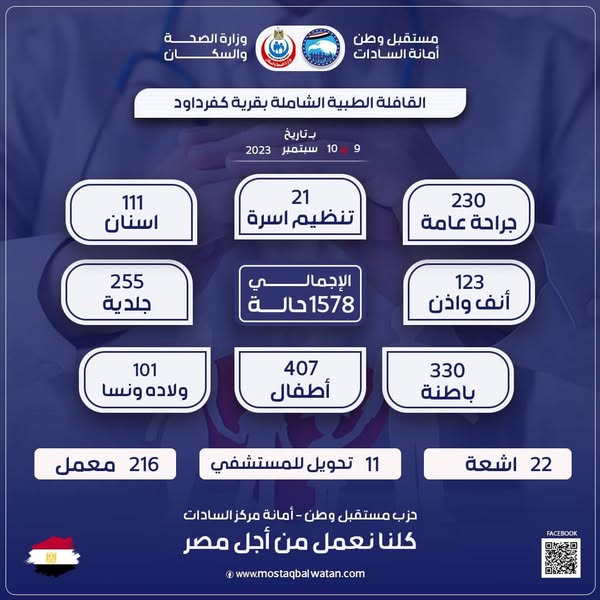 مستقبل وطن
أمانة السادات
وزارة الصحة
والسكان
القافلة الطبية الشاملة بقرية كفرداود
بـتاريخ
9 10 سبتمبر 2023
230
جراحة عامة
21
تنظيم اسرة
111
اسنان
123
أنف واذن
الإجمالي
1578 حالة
255
جلدية
330
باطنة
407
أطفال
101
ولاده ونسا
22 اشعة
11 تحويل للمستشفي
216 معمل
حزب مستقبل وطن - أمانة مركز السادات
كلنا نعمل من أجل مصر
www.mostaqbalwatan.com
FACEBOOK